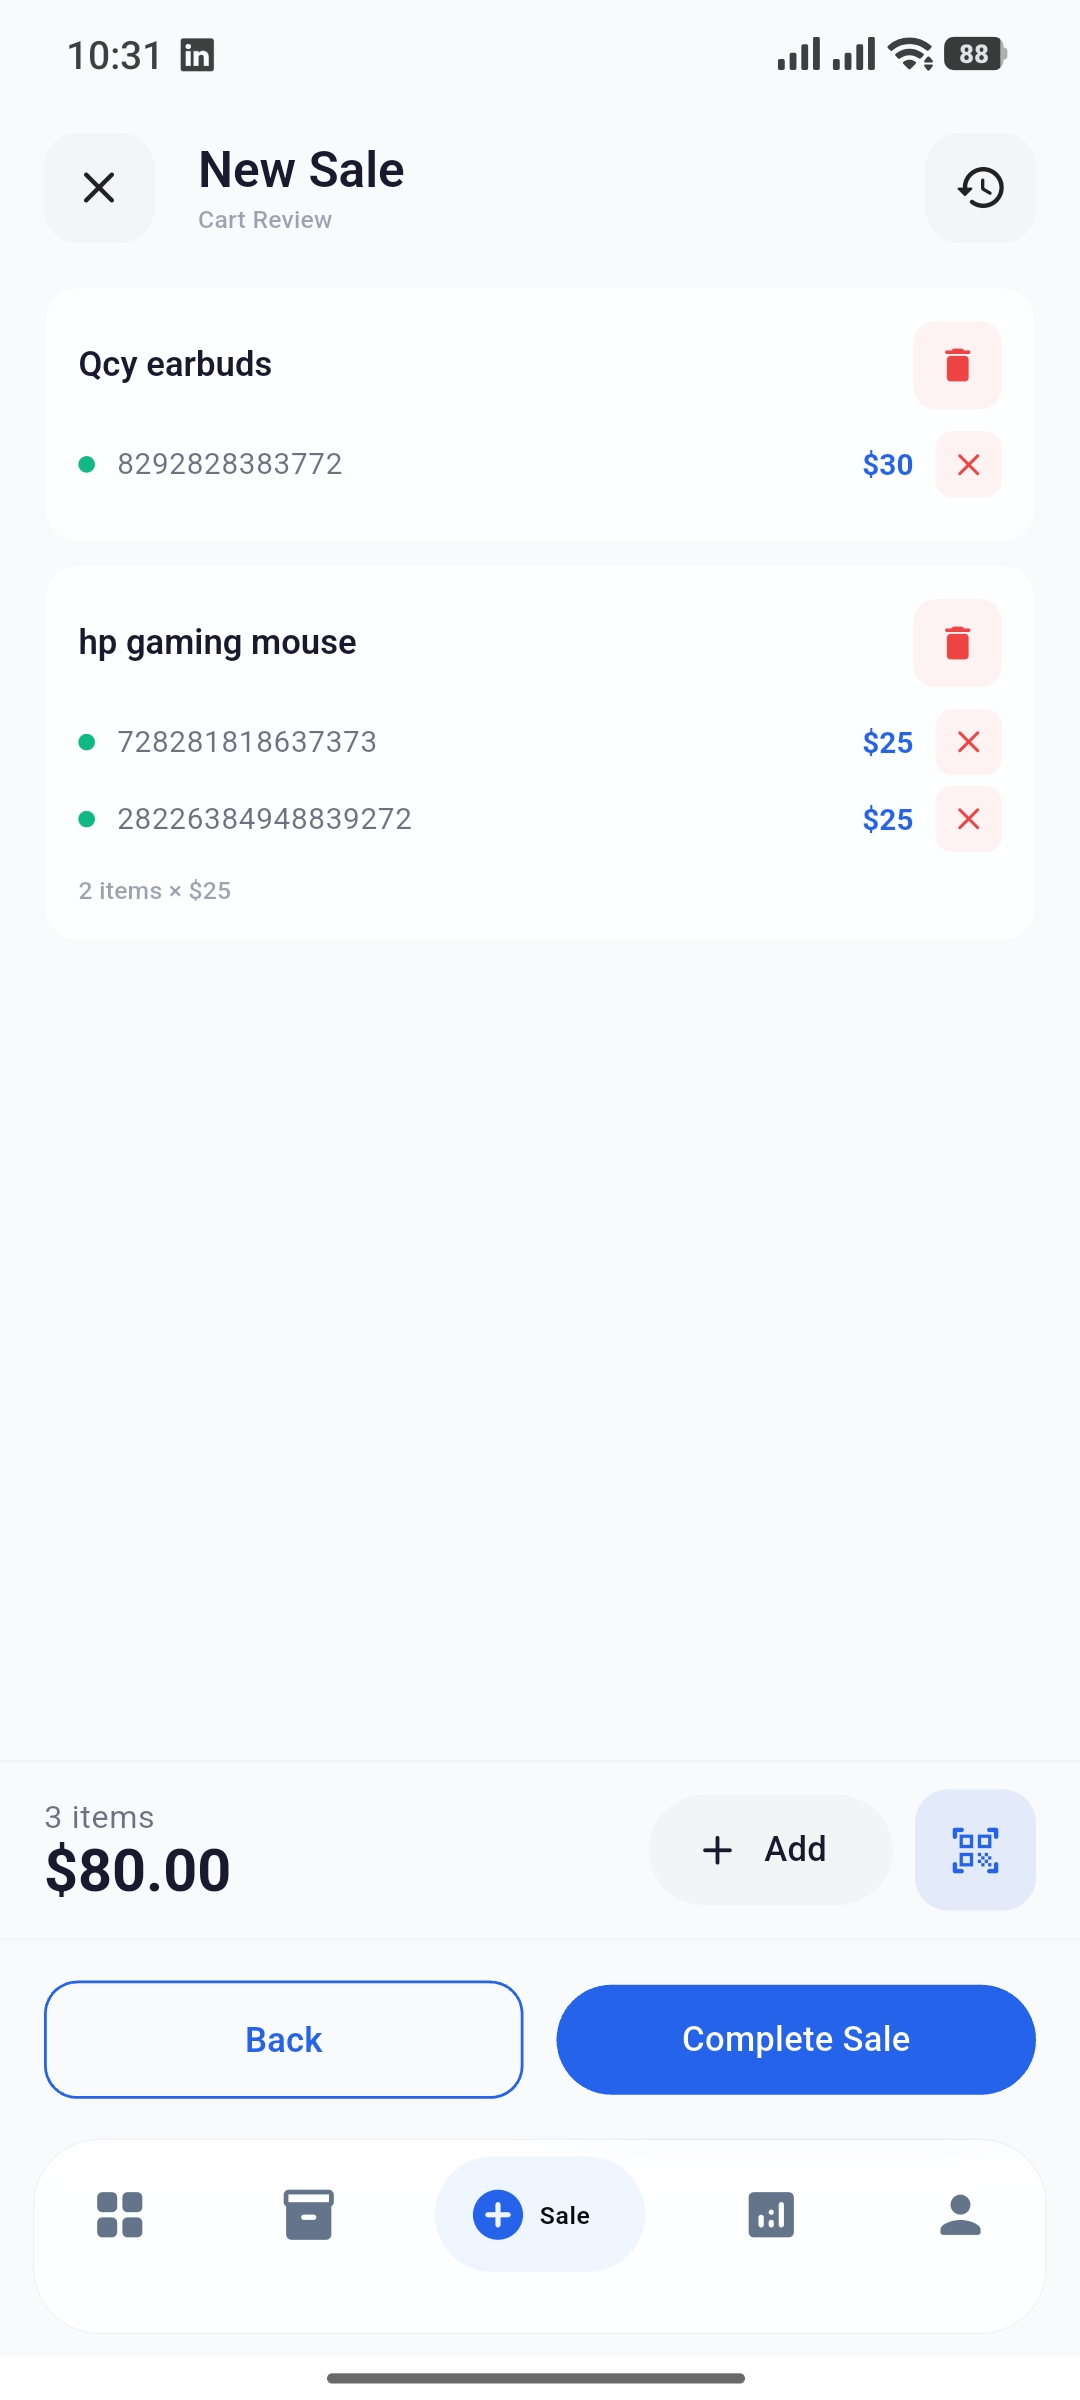 10:31 in 88
New Sale
Cart Review
Qcy earbuds
8292828383772 $30
hp gaming mouse
728281818637373 $25
28226384948839272 $25
2 items × $25
3 items
$80.00
Add
Back
Complete Sale
Sale